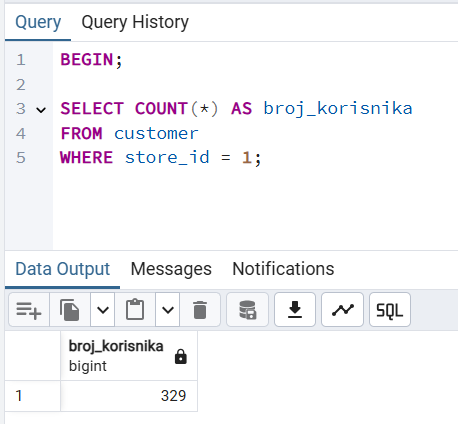 Query Query History
1 BEGIN;
2
3 SELECT COUNT(*) AS broj_korisnika
4 FROM customer
5 WHERE store_id = 1;
Data Output Messages Notifications
SQL
broj_korisnika
bigint
1 329